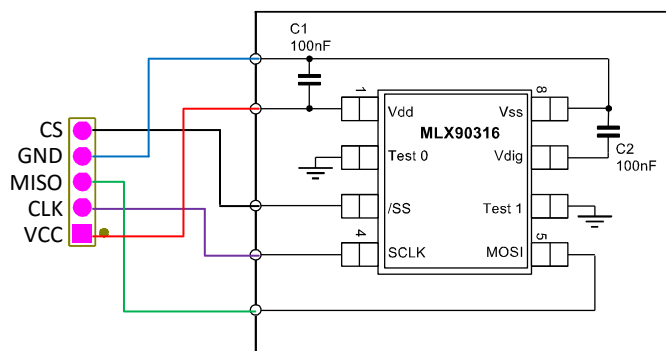 C1
100nF
CS
GND
MISO
CLK
VCC
1
8
Vdd
Vss
MLX90316
Test 0
Vdig
C2
100nF
/SS
Test 1
4
5
SCLK
MOSI